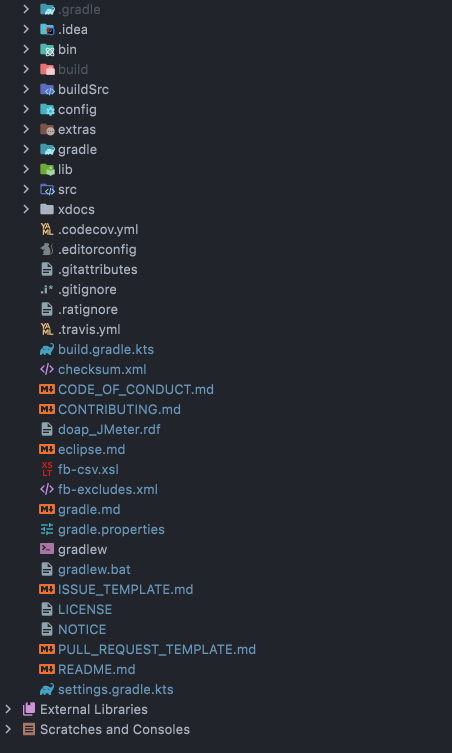 .gradle
.idea
bin
build
buildSrc
config
extras
gradle
lib
src
xdocs
.codecov.yml
.editorconfig
.gitattributes
.gitignore
.ratignore
.travis.yml
build.gradle.kts
checksum.xml
CODE_OF_CONDUCT.md
CONTRIBUTING.md
doap_JMeter.rdf
eclipse.md
fb-csv.xsl
fb-excludes.xml
gradle.md
gradle.properties
gradlew
gradlew.bat
ISSUE_TEMPLATE.md
LICENSE
NOTICE
PULL_REQUEST_TEMPLATE.md
README.md
settings.gradle.kts
External Libraries
Scratches and Consoles